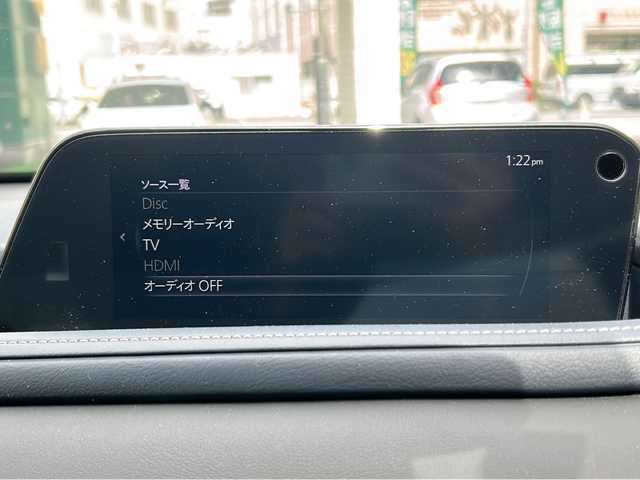 1:22pm
ソース一覧
Disc
メモリーオーディオ
TV
HDMI
オーディオ OFF